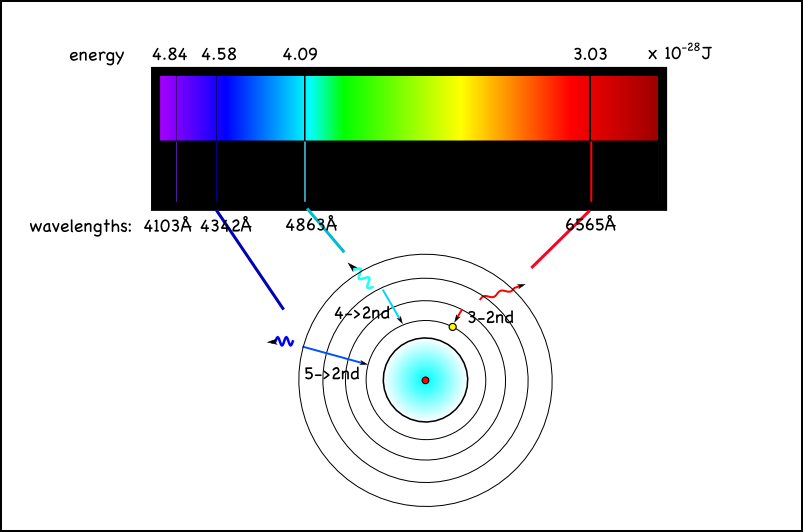 energy 4.84 4.58 4.09 3.03 x 10⁻²⁸J
wavelengths: 4103Å 4342Å 4863Å 6565Å
4->2nd 3-2nd
5->2nd